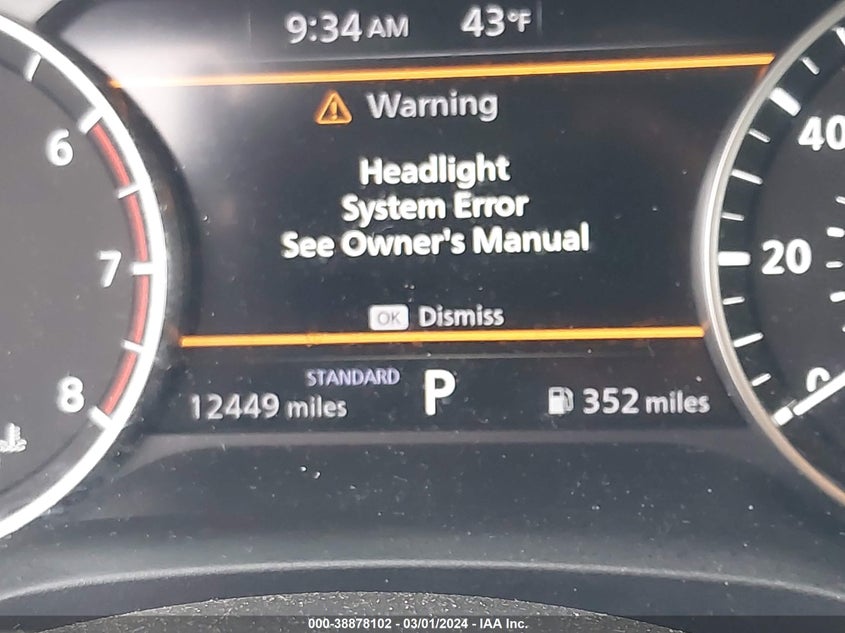 9:34 AM 43°F
Warning
Headlight
System Error
See Owner's Manual
OK Dismiss
STANDARD
12449 miles P 352 miles
6
7
8
40
20
0
000-38878102 - 03/01/2024 - IAA Inc.